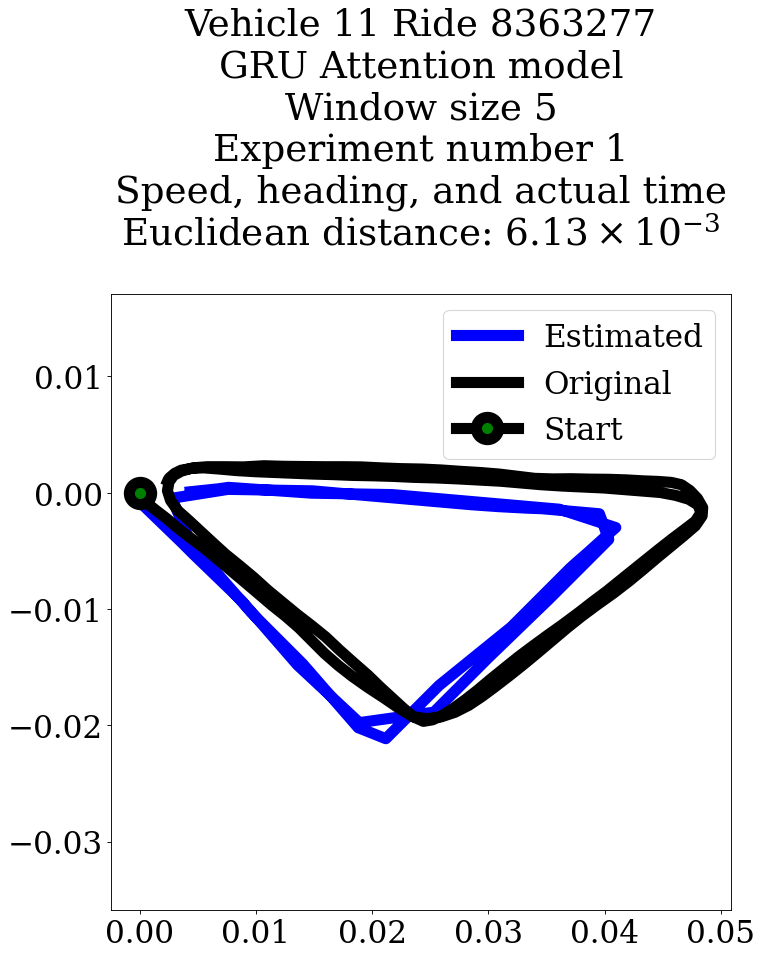 Vehicle 11 Ride 8363277
GRU Attention model
Window size 5
Experiment number 1
Speed, heading, and actual time
Euclidean distance: 6.13 × 10⁻³
Estimated
Original
Start
0.01
0.00
−0.01
−0.02
−0.03
0.00 0.01 0.02 0.03 0.04 0.05